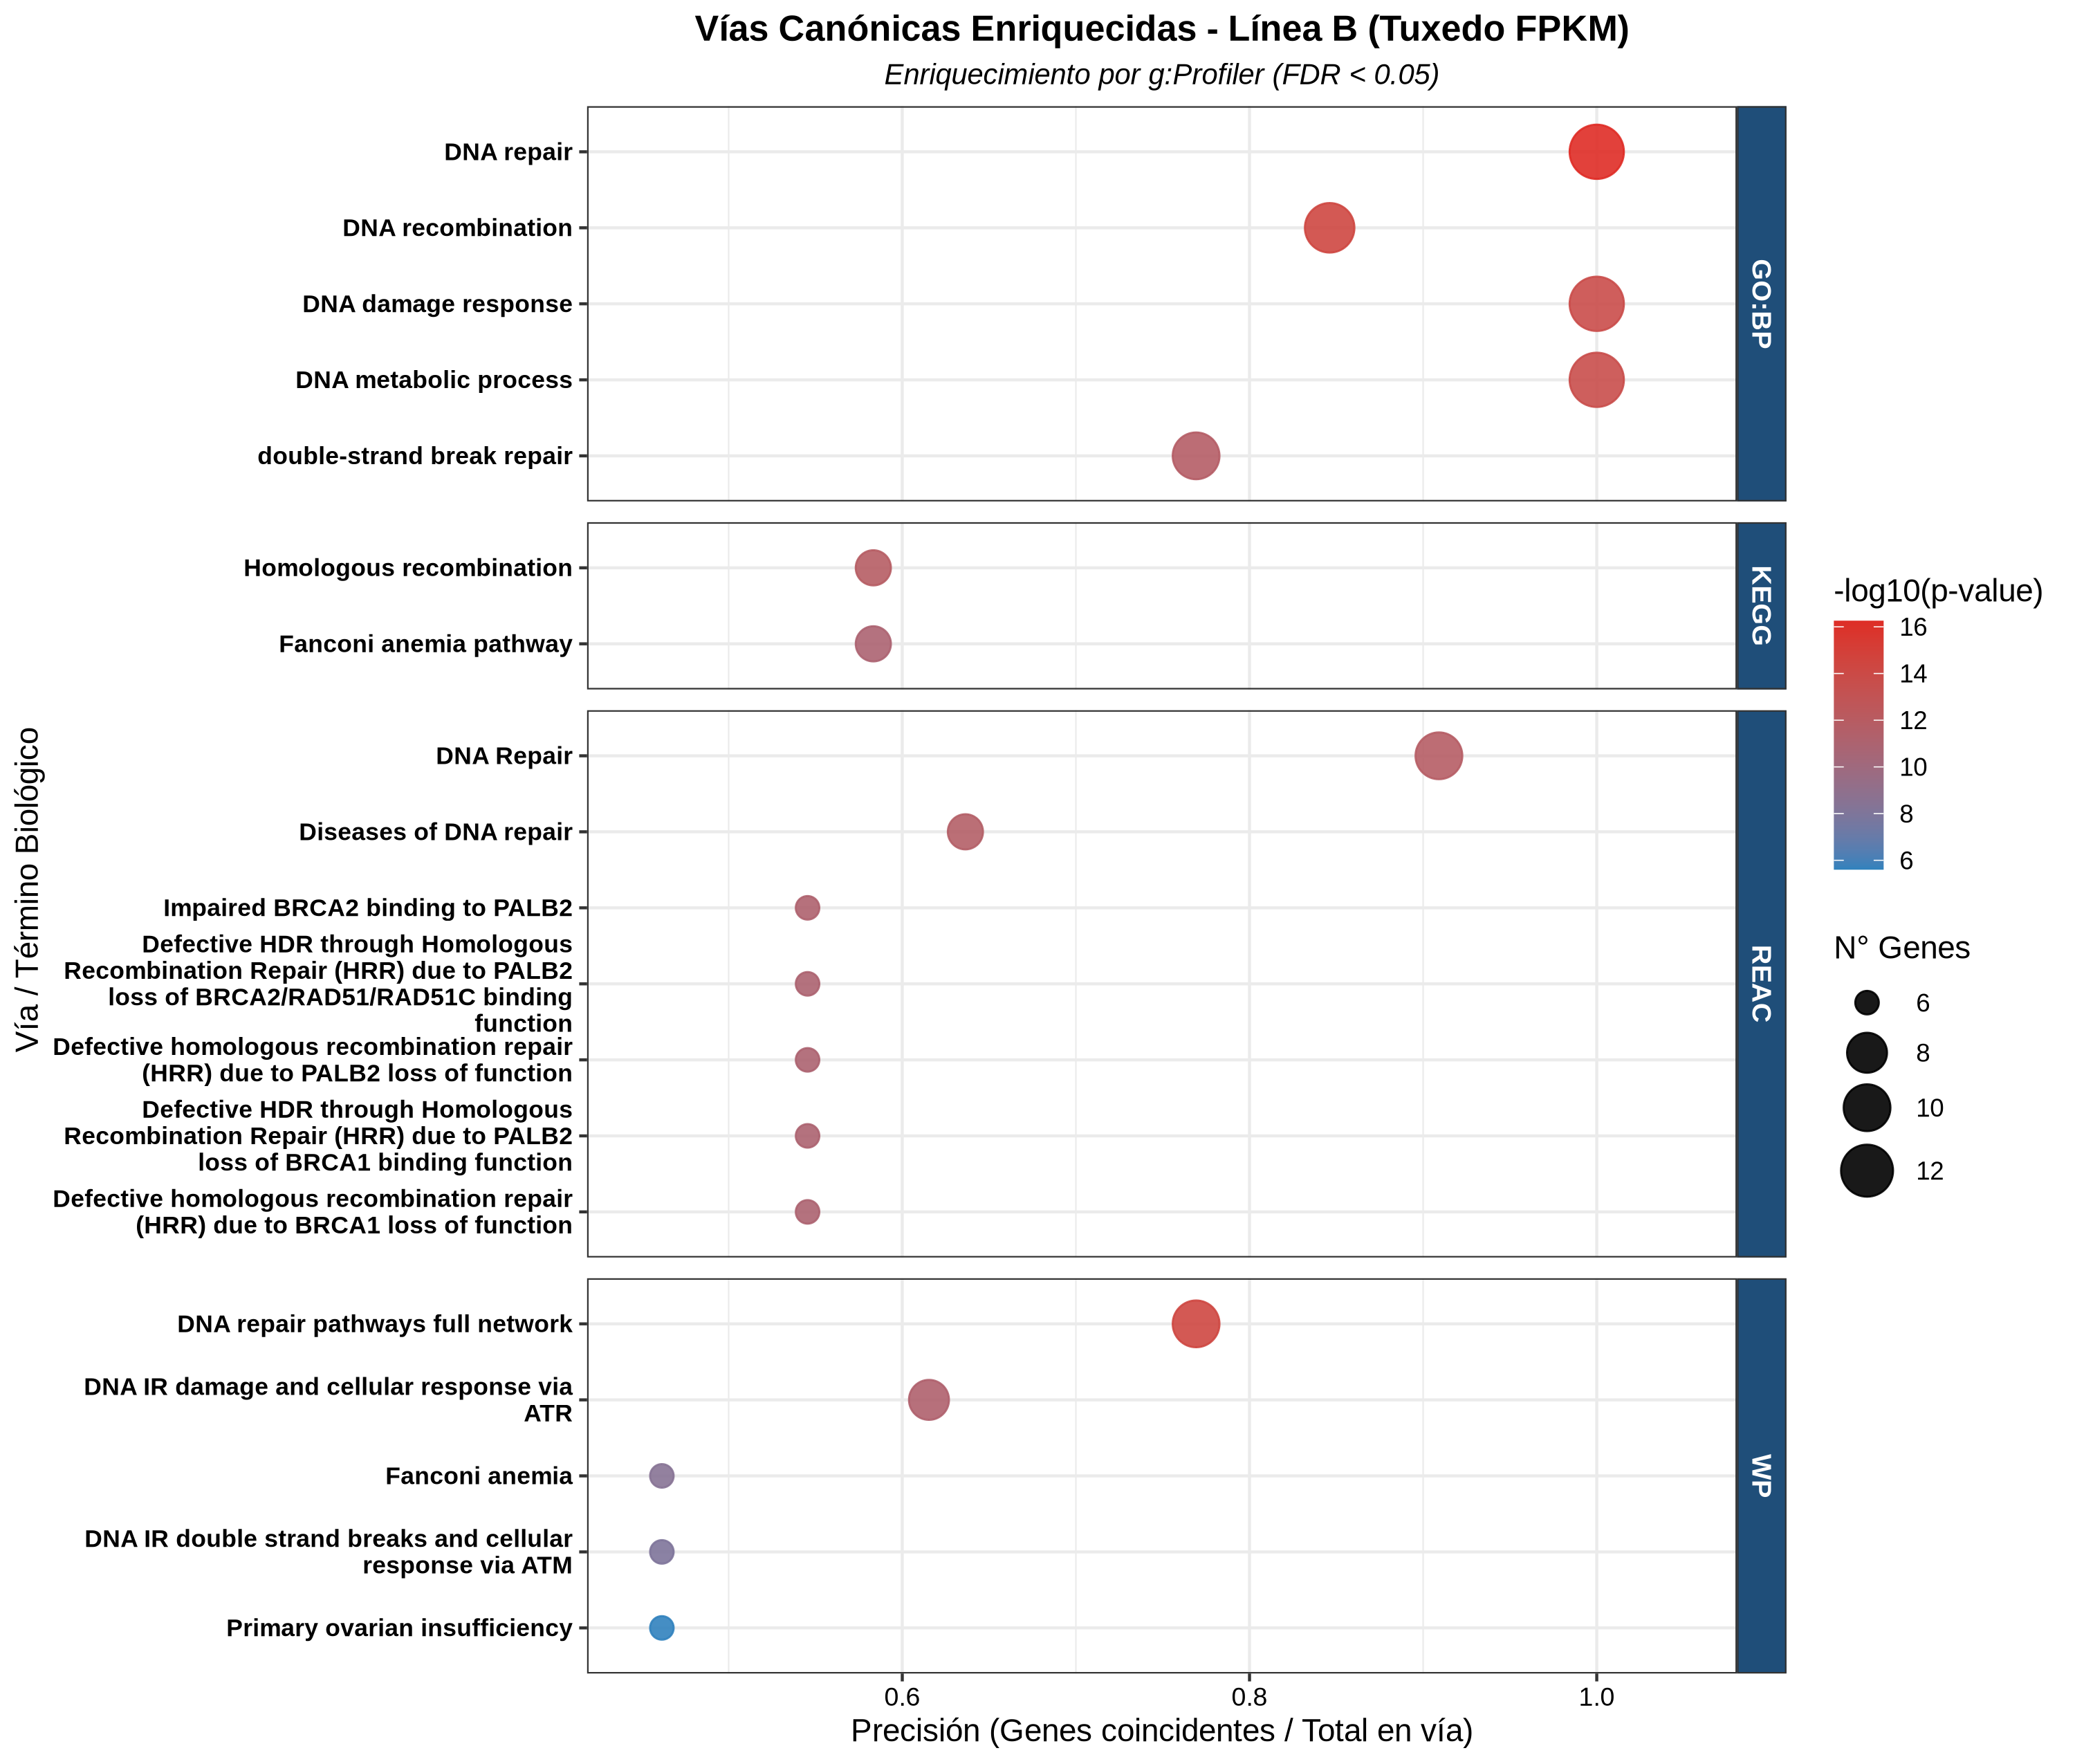 Vías Canónicas Enriquecidas - Línea B (Tuxedo FPKM)
Enriquecimiento por g:Profiler (FDR < 0.05)
Vía / Término Biológico
DNA repair
DNA recombination
DNA damage response
DNA metabolic process
double-strand break repair
GO:BP
Homologous recombination
Fanconi anemia pathway
KEGG
DNA Repair
Diseases of DNA repair
Impaired BRCA2 binding to PALB2
Defective HDR through Homologous
Recombination Repair (HRR) due to PALB2
loss of BRCA2/RAD51/RAD51C binding
function
Defective homologous recombination repair
(HRR) due to PALB2 loss of function
Defective HDR through Homologous
Recombination Repair (HRR) due to PALB2
loss of BRCA1 binding function
Defective homologous recombination repair
(HRR) due to BRCA1 loss of function
REAC
DNA repair pathways full network
DNA IR damage and cellular response via
ATR
Fanconi anemia
DNA IR double strand breaks and cellular
response via ATM
Primary ovarian insufficiency
WP
0.6
0.8
1.0
Precisión (Genes coincidentes / Total en vía)
-log10(p-value)
16
14
12
10
8
6
N° Genes
6
8
10
12